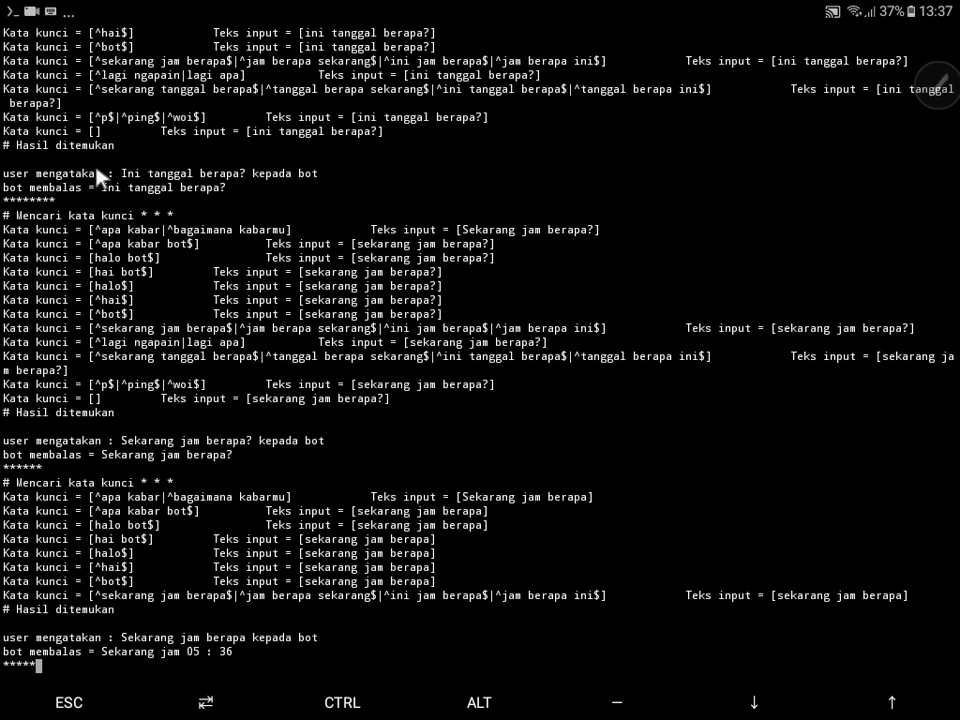 37% 13:37
Kata kunci = [^hai$] Teks input = [ini tanggal berapa?]
Kata kunci = [^bot$] Teks input = [ini tanggal berapa?]
Kata kunci = [^sekarang jam berapa$|^jam berapa sekarang$|^ini jam berapa$|^jam berapa ini$] Teks input = [ini tanggal berapa?]
Kata kunci = [^lagi ngapain|lagi apa] Teks input = [ini tanggal berapa?]
Kata kunci = [^sekarang tanggal berapa$|^tanggal berapa sekarang$|^ini tanggal berapa$|^tanggal berapa ini$] Teks input = [ini tanggal
berapa?]
Kata kunci = [^p$|^ping$|^woi$] Teks input = [ini tanggal berapa?]
Kata kunci = [] Teks input = [ini tanggal berapa?]
# Hasil ditemukan
user mengatakan : Ini tanggal berapa? kepada bot
bot membalas = Ini tanggal berapa?
********
# Mencari kata kunci * * *
Kata kunci = [^apa kabar|^bagaimana kabarmu] Teks input = [Sekarang jam berapa?]
Kata kunci = [^apa kabar bot$] Teks input = [sekarang jam berapa?]
Kata kunci = [halo bot$] Teks input = [sekarang jam berapa?]
Kata kunci = [hai bot$] Teks input = [sekarang jam berapa?]
Kata kunci = [halo$] Teks input = [sekarang jam berapa?]
Kata kunci = [^hai$] Teks input = [sekarang jam berapa?]
Kata kunci = [^bot$] Teks input = [sekarang jam berapa?]
Kata kunci = [^sekarang jam berapa$|^jam berapa sekarang$|^ini jam berapa$|^jam berapa ini$] Teks input = [sekarang jam berapa?]
Kata kunci = [^lagi ngapain|lagi apa] Teks input = [sekarang jam berapa?]
Kata kunci = [^sekarang tanggal berapa$|^tanggal berapa sekarang$|^ini tanggal berapa$|^tanggal berapa ini$] Teks input = [sekarang ja
m berapa?]
Kata kunci = [^p$|^ping$|^woi$] Teks input = [sekarang jam berapa?]
Kata kunci = [] Teks input = [sekarang jam berapa?]
# Hasil ditemukan
user mengatakan : Sekarang jam berapa? kepada bot
bot membalas = Sekarang jam berapa?
******
# Mencari kata kunci * * *
Kata kunci = [^apa kabar|^bagaimana kabarmu] Teks input = [Sekarang jam berapa]
Kata kunci = [^apa kabar bot$] Teks input = [sekarang jam berapa]
Kata kunci = [halo bot$] Teks input = [sekarang jam berapa]
Kata kunci = [hai bot$] Teks input = [sekarang jam berapa]
Kata kunci = [halo$] Teks input = [sekarang jam berapa]
Kata kunci = [^hai$] Teks input = [sekarang jam berapa]
Kata kunci = [^bot$] Teks input = [sekarang jam berapa]
Kata kunci = [^sekarang jam berapa$|^jam berapa sekarang$|^ini jam berapa$|^jam berapa ini$] Teks input = [sekarang jam berapa]
# Hasil ditemukan
user mengatakan : Sekarang jam berapa kepada bot
bot membalas = Sekarang jam 05 : 36
*****
ESC ⇄ CTRL ALT — ↓ ↑